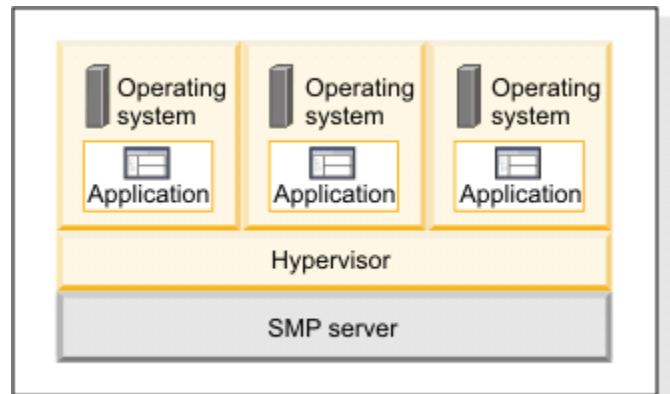 Operating
system
Application
Operating
system
Application
Operating
system
Application
Hypervisor
SMP server